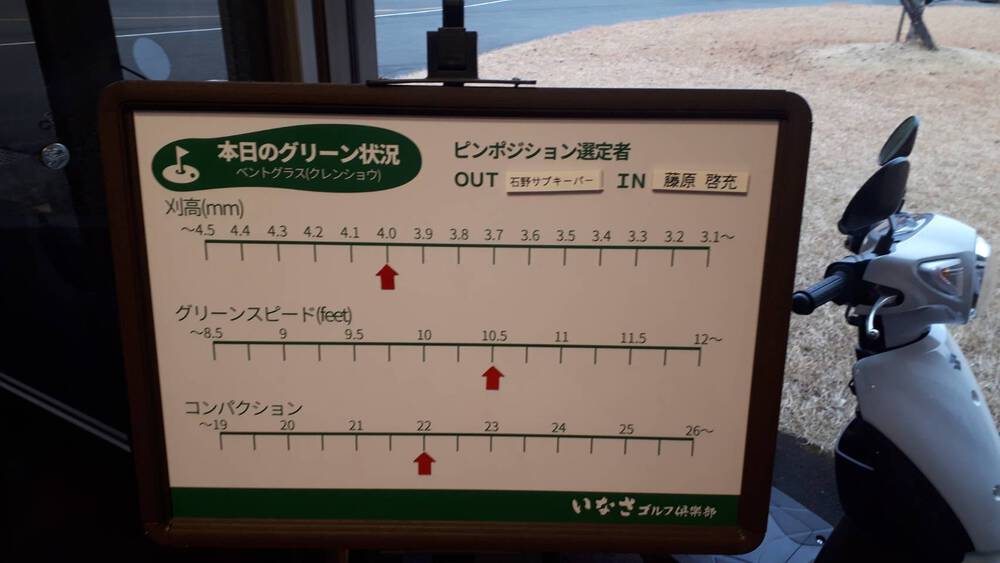 本日のグリーン状況
ベントグラス(クレンショウ)
ピンポジション選定者
OUT 石野サブキーパー IN 藤原 啓充
刈高(mm)
～4.5 4.4 4.3 4.2 4.1 4.0 3.9 3.8 3.7 3.6 3.5 3.4 3.3 3.2 3.1～
グリーンスピード(feet)
～8.5 9 9.5 10 10.5 11 11.5 12～
コンパクション
～19 20 21 22 23 24 25 26～
いなさゴルフ倶楽部